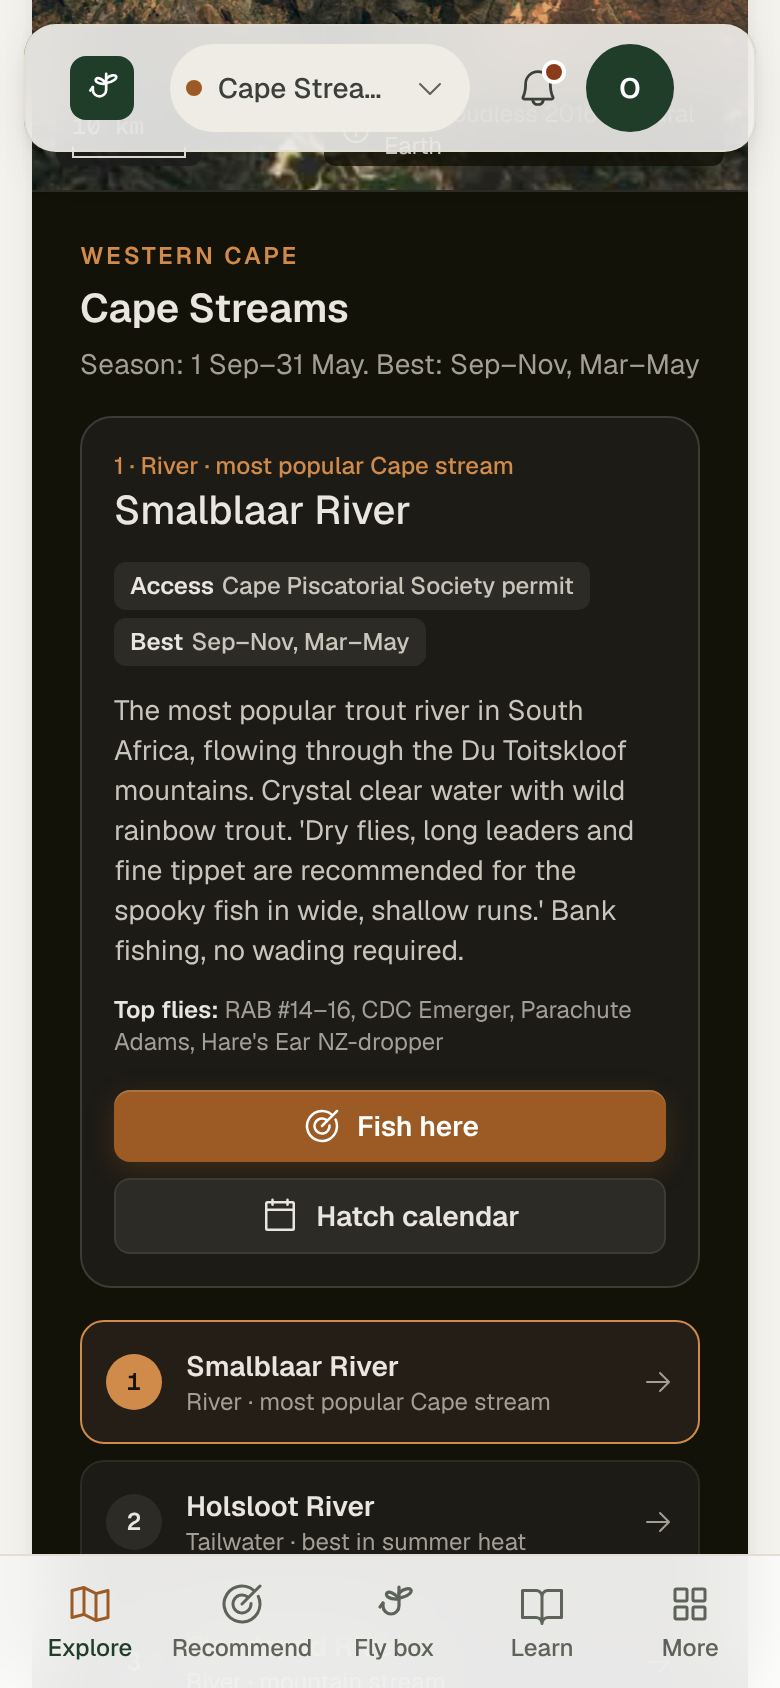 Cape Strea...
O
10 km
Earth
WESTERN CAPE
Cape Streams
Season: 1 Sep–31 May. Best: Sep–Nov, Mar–May
1 · River · most popular Cape stream
Smalblaar River
Access Cape Piscatorial Society permit
Best Sep–Nov, Mar–May
The most popular trout river in South
Africa, flowing through the Du Toitskloof
mountains. Crystal clear water with wild
rainbow trout. 'Dry flies, long leaders and
fine tippet are recommended for the
spooky fish in wide, shallow runs.' Bank
fishing, no wading required.
Top flies: RAB #14–16, CDC Emerger, Parachute
Adams, Hare's Ear NZ-dropper
Fish here
Hatch calendar
1
Smalblaar River
River · most popular Cape stream
2
Holsloot River
Tailwater · best in summer heat
Explore
Recommend
Fly box
Learn
More
River · mountain stream